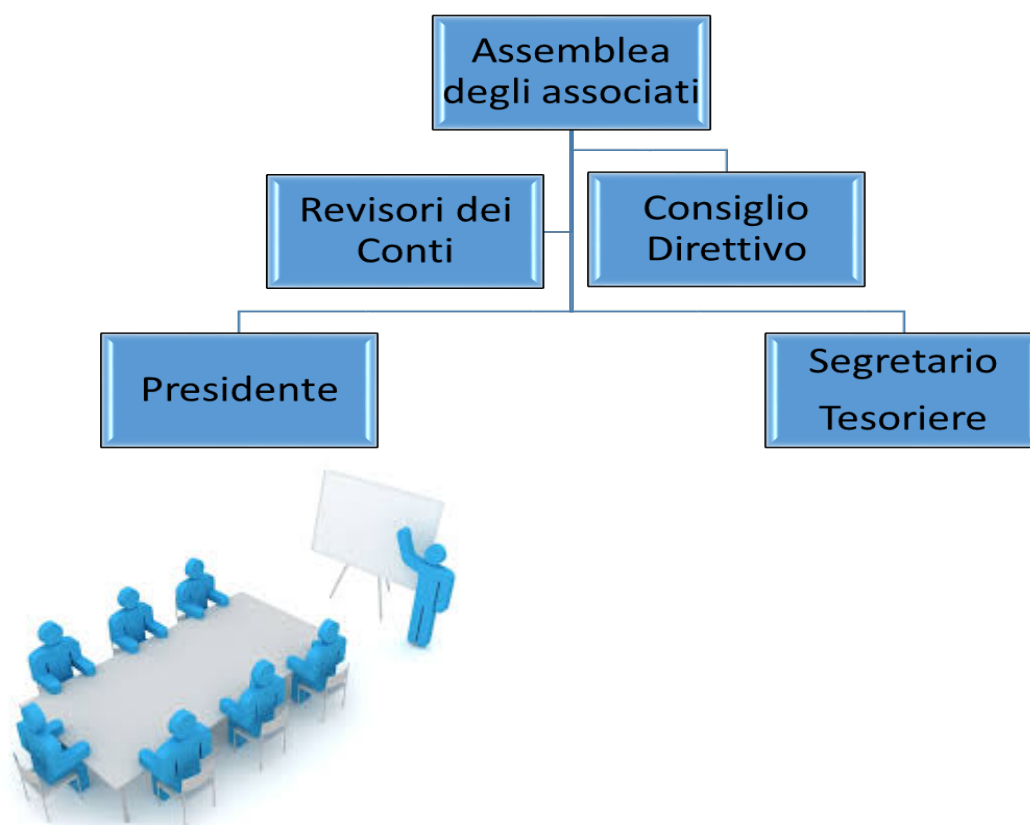 Assemblea
degli associati
Revisori dei
Conti
Consiglio
Direttivo
Presidente
Segretario
Tesoriere